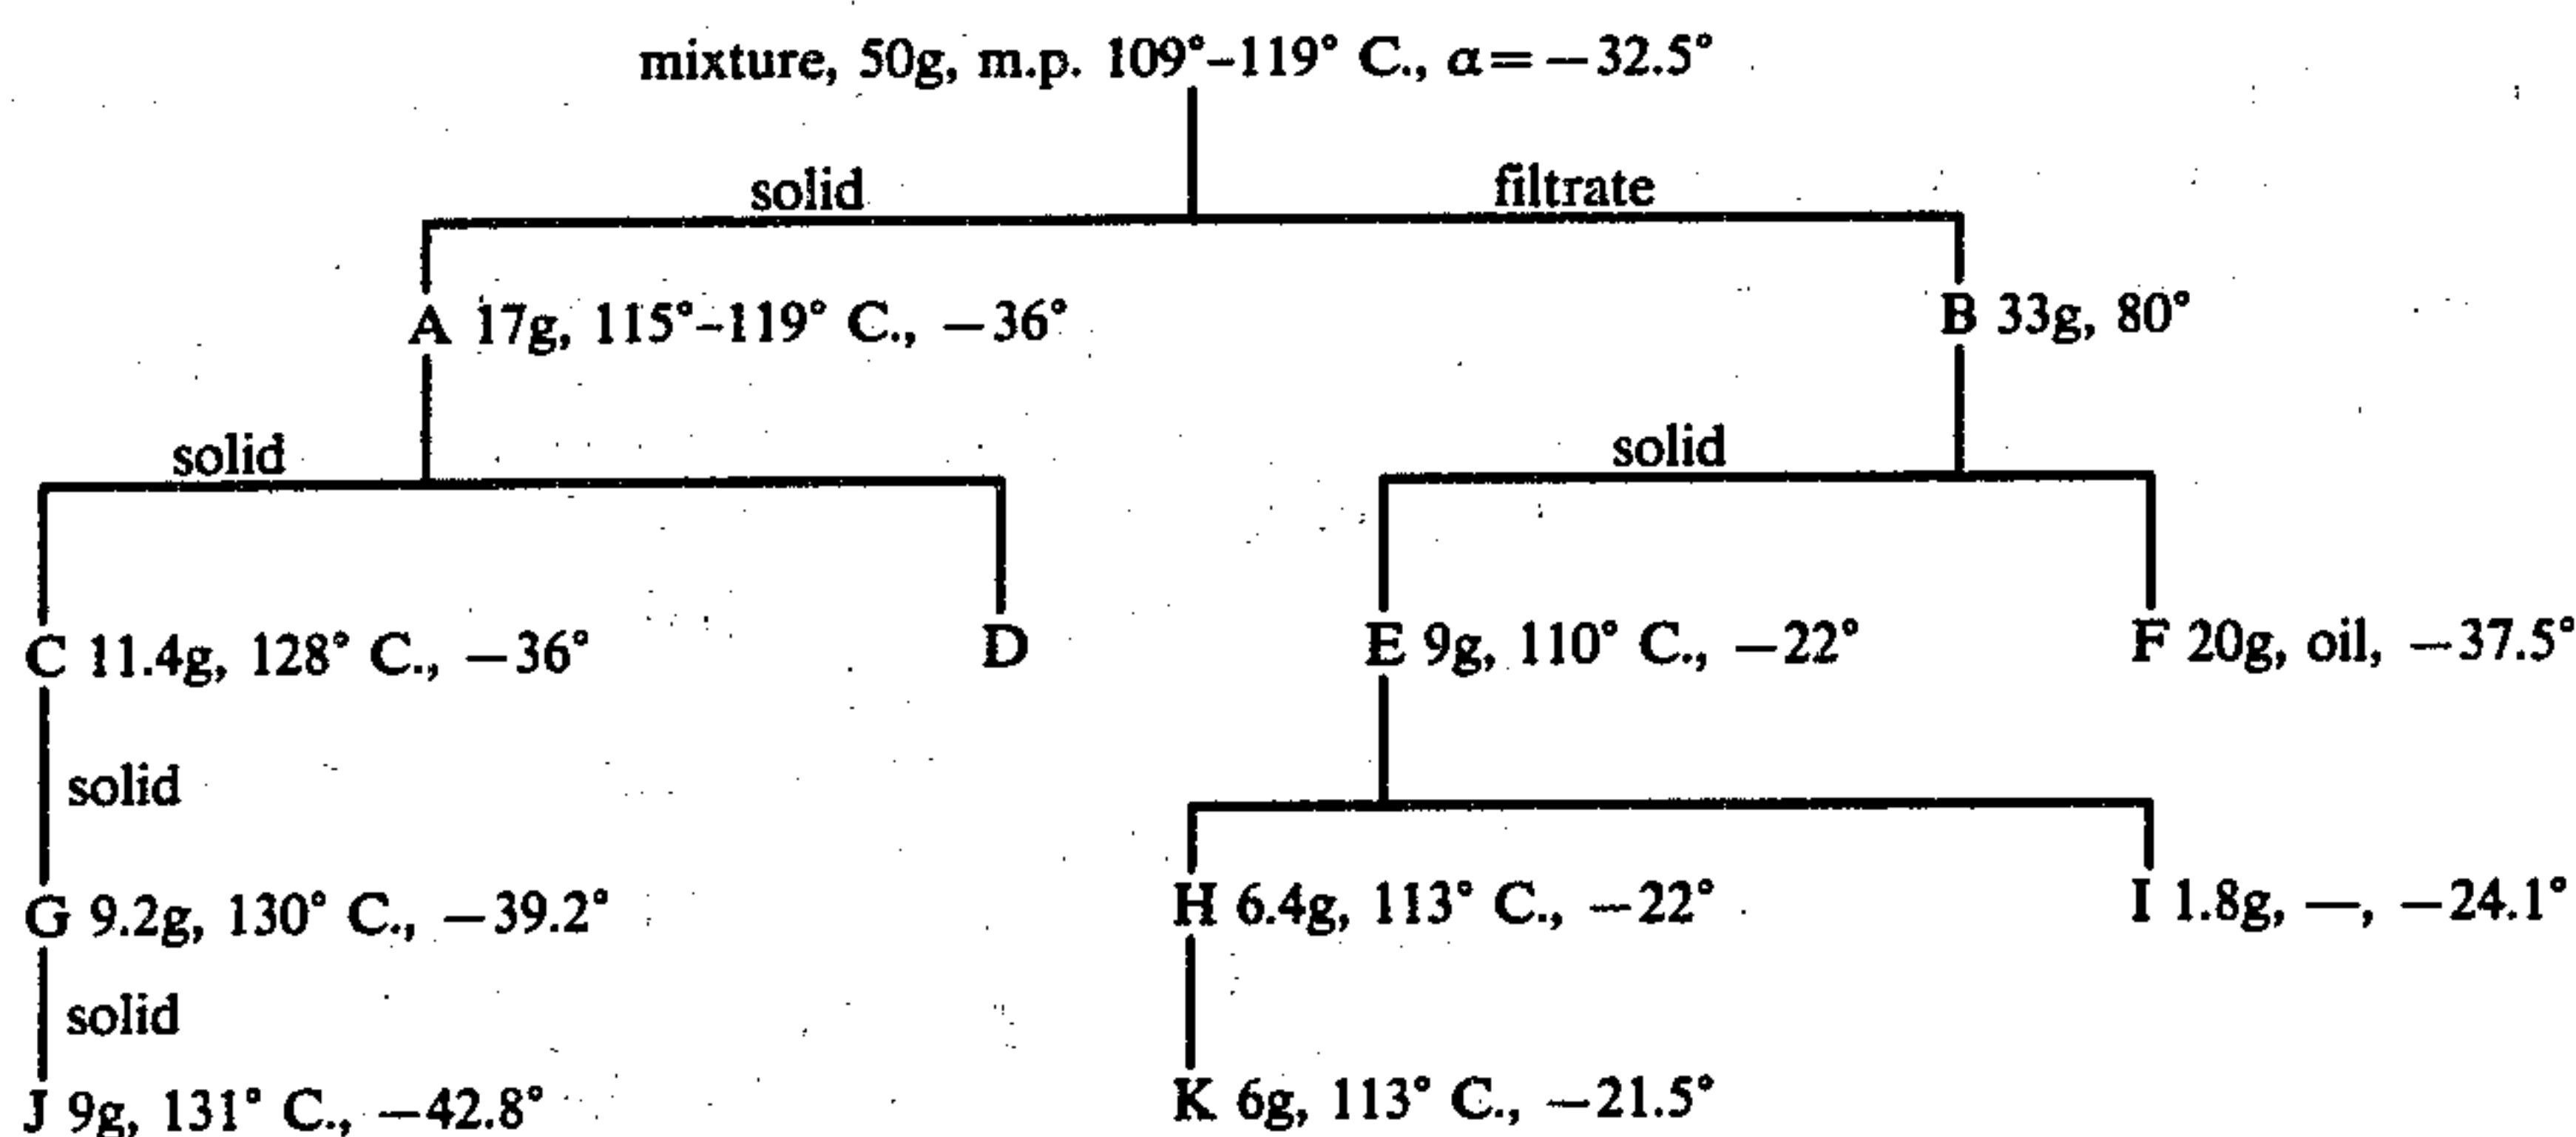 mixture, 50g, m.p. 109°–119° C., α= −32.5°
solid
filtrate
A 17g, 115°–119° C., −36°
B 33g, 80°
solid
solid
C 11.4g, 128° C., −36°
D
E 9g, 110° C., −22°
F 20g, oil, −37.5°
solid
G 9.2g, 130° C., −39.2°
H 6.4g, 113° C., −22°
I 1.8g, —, −24.1°
solid
J 9g, 131° C., −42.8°
K 6g, 113° C., −21.5°